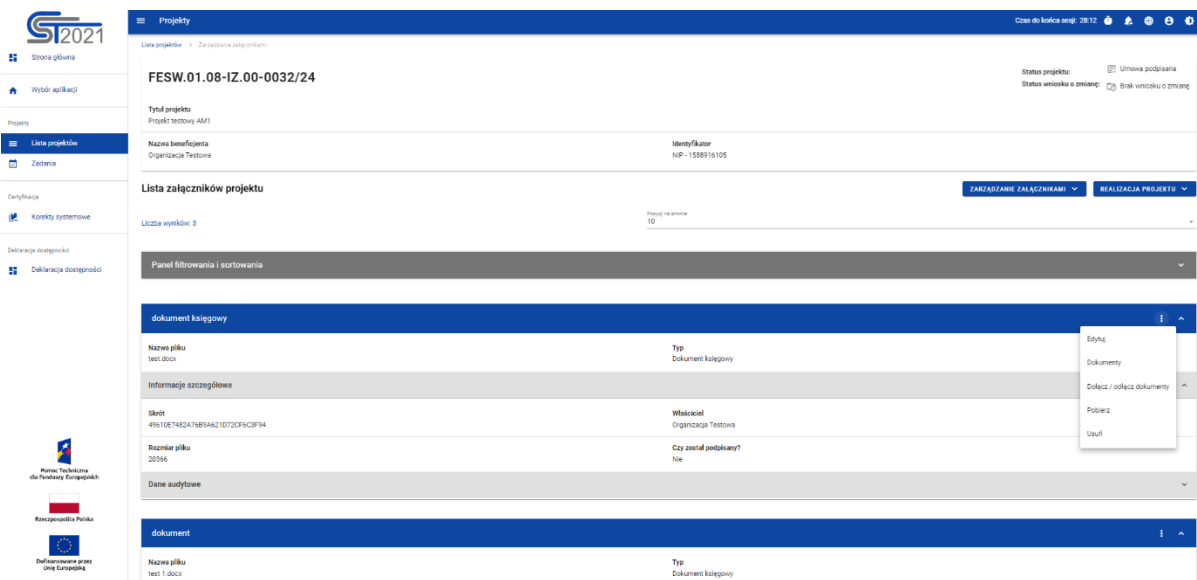 CST2021
Projekty
Czas do końca sesji: 28:12
Strona główna
Wybór aplikacji
Projekty
Lista projektów
Zadania
Certyfikacje
Korekty systemowe
Deklaracje dostępności
Deklaracja dostępności
Pomoc Techniczna
dla Funduszy Europejskich
Rzeczpospolita Polska
Dofinansowane przez
Unię Europejską
Lista projektów
Zarządzanie załącznikami
FESW.01.08-IZ.00-0032/24
Status projektu: Umowa podpisana
Status wniosku o zmianę: Brak wniosku o zmianę
Tytuł projektu
Projekt testowy AM1
Nazwa beneficjenta
Organizacja Testowa
Identyfikator
NIP - 1588916105
Lista załączników projektu
ZARZĄDZANIE ZAŁĄCZNIKAMI
REALIZACJA PROJEKTU
Liczba wyników: 3
Pozycji na stronie:
10
Panel filtrowania i sortowania
dokument księgowy
Nazwa pliku
test.docx
Typ
Dokument księgowy
Edytuj
Dokumenty
Dołącz / odłącz dokumenty
Pobierz
Usuń
Informacje szczegółowe
Skrót
49610E7482A76B9A621D72CF6C3F94
Właściciel
Organizacja Testowa
Rozmiar pliku
20366
Czy został podpisany?
Nie
Dane audytowe
dokument
Nazwa pliku
test 1.docx
Typ
Dokument księgowy